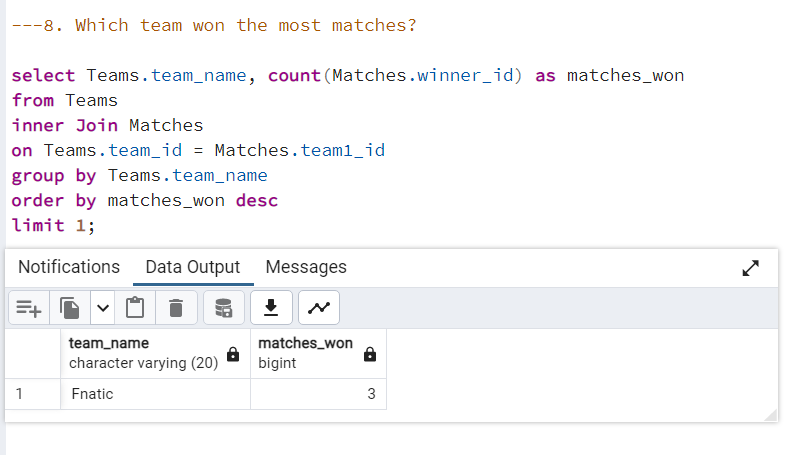 ---8. Which team won the most matches?
select Teams.team_name, count(Matches.winner_id) as matches_won
from Teams
inner Join Matches
on Teams.team_id = Matches.team1_id
group by Teams.team_name
order by matches_won desc
limit 1;
Notifications Data Output Messages
team_name matches_won
character varying (20) bigint
1 Fnatic 3